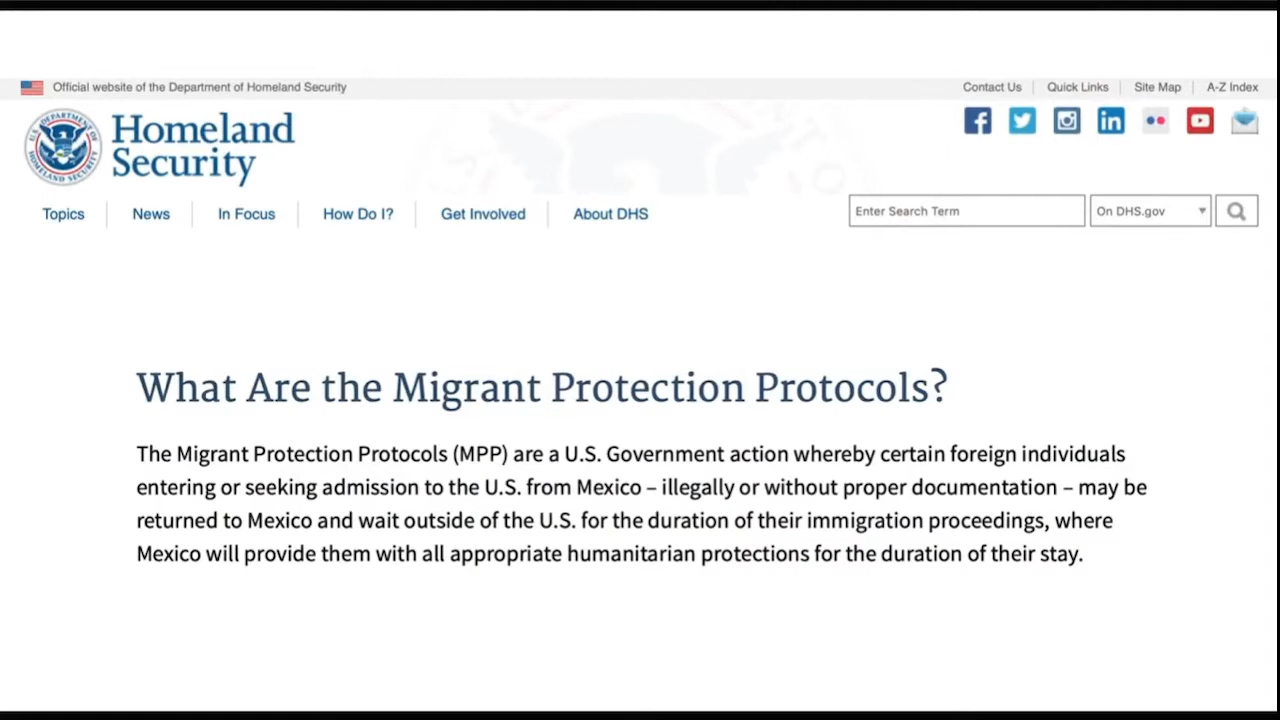 Official website of the Department of Homeland Security
Contact Us
Quick Links
Site Map
A-Z Index
U.S. DEPARTMENT OF HOMELAND SECURITY
Homeland
Security
Topics
News
In Focus
How Do I?
Get Involved
About DHS
Enter Search Term
On DHS.gov
What Are the Migrant Protection Protocols?
The Migrant Protection Protocols (MPP) are a U.S. Government action whereby certain foreign individuals
entering or seeking admission to the U.S. from Mexico – illegally or without proper documentation – may be
returned to Mexico and wait outside of the U.S. for the duration of their immigration proceedings, where
Mexico will provide them with all appropriate humanitarian protections for the duration of their stay.